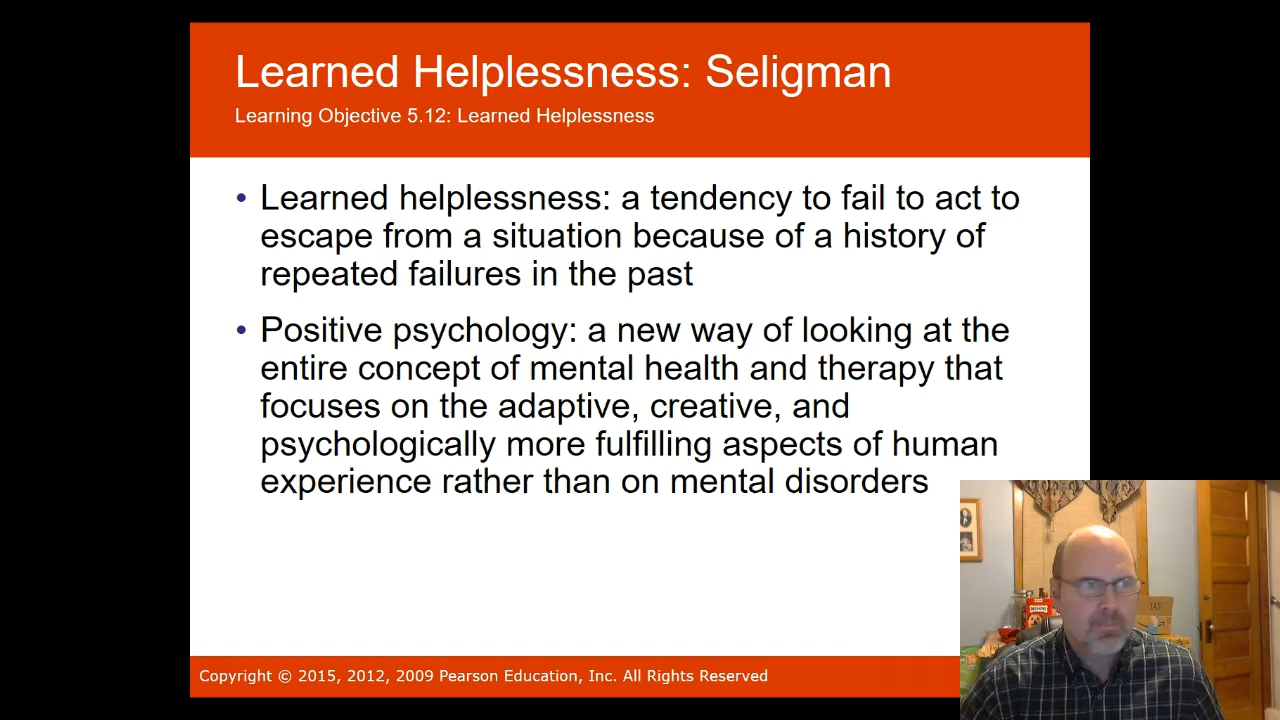 Learned Helplessness: Seligman
Learning Objective 5.12: Learned Helplessness
• Learned helplessness: a tendency to fail to act to
escape from a situation because of a history of
repeated failures in the past
• Positive psychology: a new way of looking at the
entire concept of mental health and therapy that
focuses on the adaptive, creative, and
psychologically more fulfilling aspects of human
experience rather than on mental disorders
Copyright © 2015, 2012, 2009 Pearson Education, Inc. All Rights Reserved